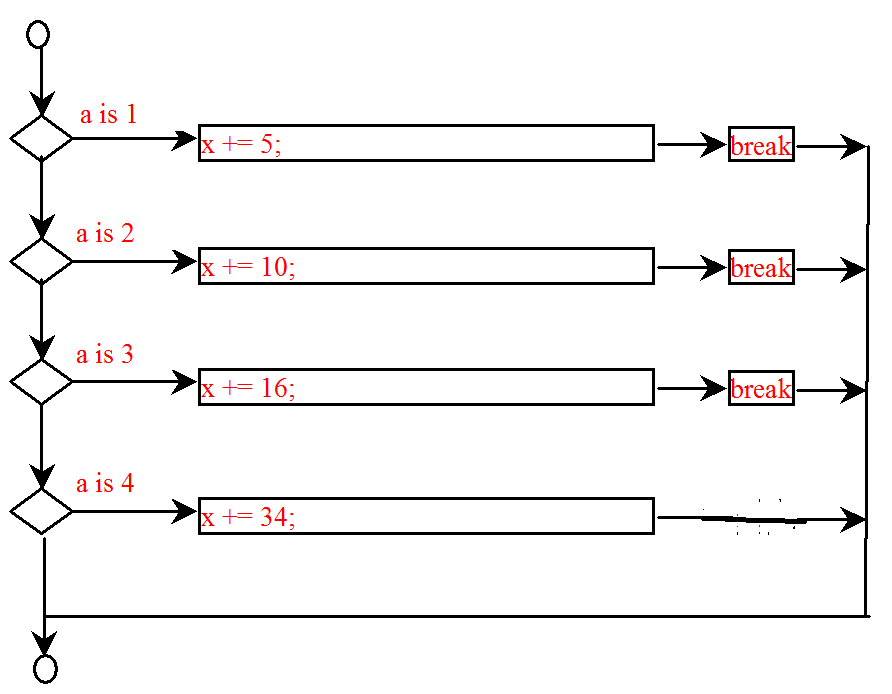 a is 1
x += 5;
break
a is 2
x += 10;
break
a is 3
x += 16;
break
a is 4
x += 34;